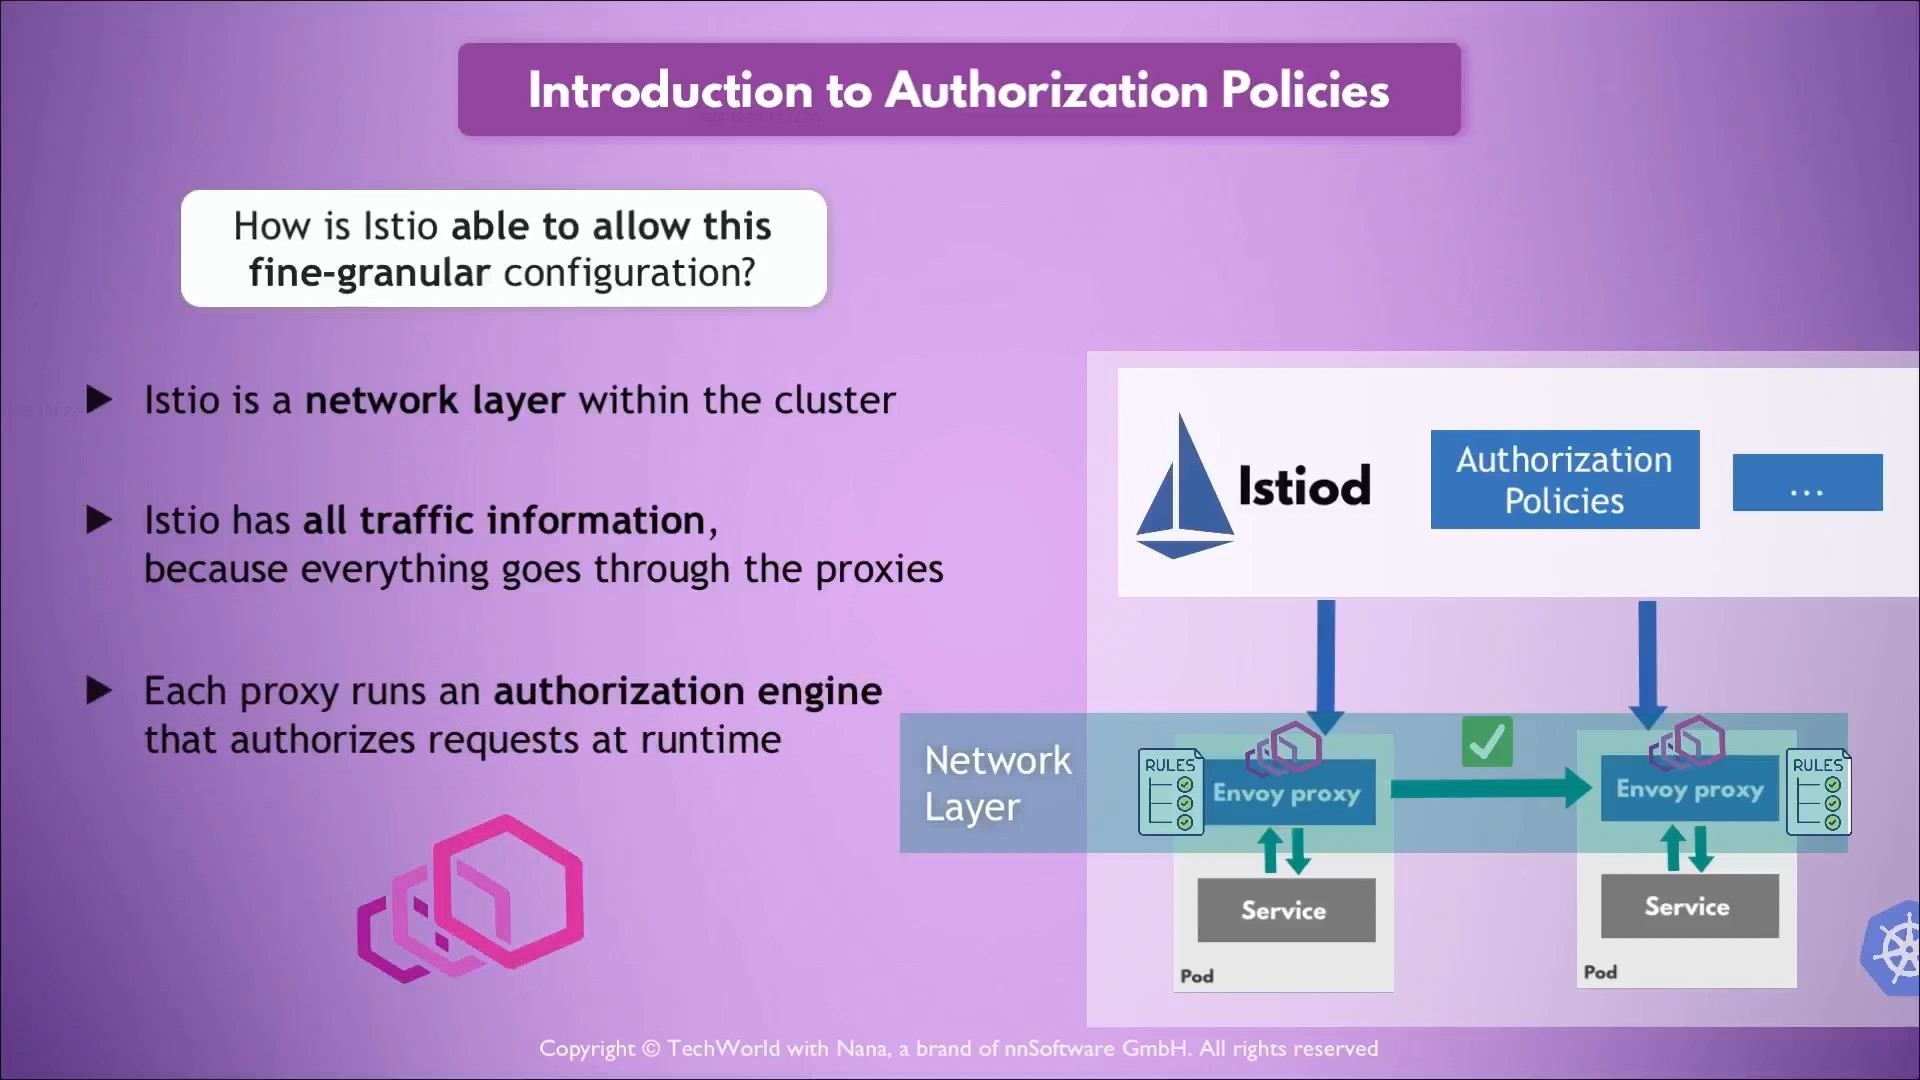 Introduction to Authorization Policies
How is Istio able to allow this
fine-granular configuration?
▶ Istio is a network layer within the cluster
▶ Istio has all traffic information,
because everything goes through the proxies
▶ Each proxy runs an authorization engine
that authorizes requests at runtime
Istiod
Authorization
Policies
...
Network
Layer
RULES
Envoy proxy
Service
Pod
Envoy proxy
RULES
Service
Pod
Copyright © TechWorld with Nana, a brand of nnSoftware GmbH. All rights reserved